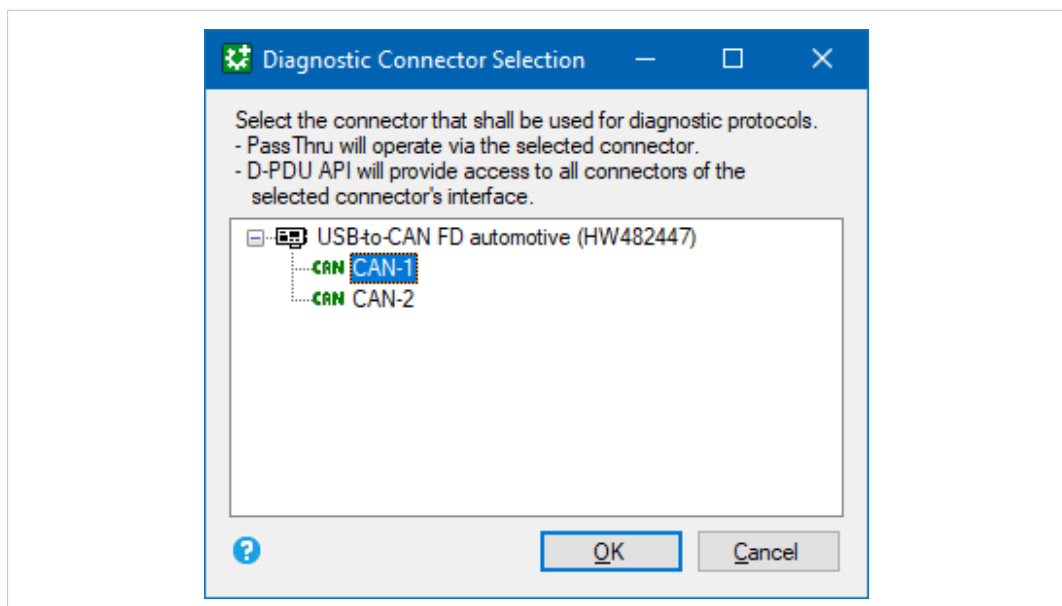 Diagnostic Connector Selection
Select the connector that shall be used for diagnostic protocols.
- PassThru will operate via the selected connector.
- D-PDU API will provide access to all connectors of the
selected connector's interface.
USB-to-CAN FD automotive (HW482447)
CAN CAN-1
CAN CAN-2
?
OK
Cancel